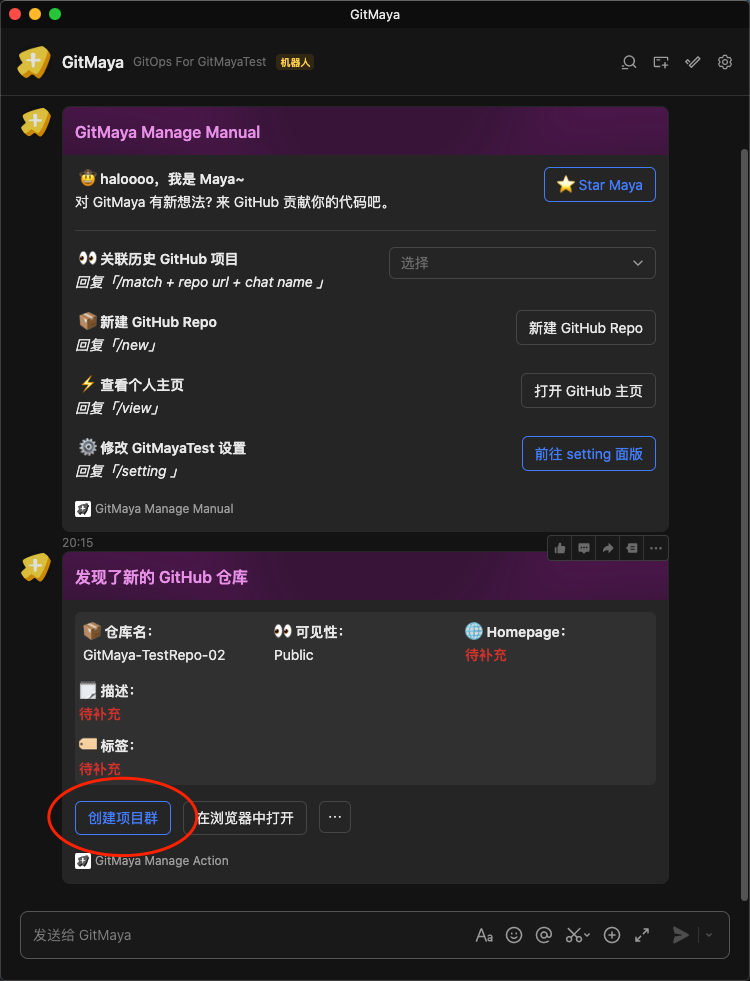 GitMaya
GitMaya GitOps For GitMayaTest 机器人
GitMaya Manage Manual
haloooo，我是 Maya~
对 GitMaya 有新想法? 来 GitHub 贡献你的代码吧。
Star Maya
关联历史 GitHub 项目
回复「/match + repo url + chat name 」
选择
新建 GitHub Repo
回复「/new」
新建 GitHub Repo
查看个人主页
回复「/view」
打开 GitHub 主页
修改 GitMayaTest 设置
回复「/setting 」
前往 setting 面版
GitMaya Manage Manual
20:15
发现了新的 GitHub 仓库
仓库名：
GitMaya-TestRepo-02
可见性：
Public
Homepage：
待补充
描述：
待补充
标签：
待补充
创建项目群
在浏览器中打开
...
GitMaya Manage Action
发送给 GitMaya
Aa